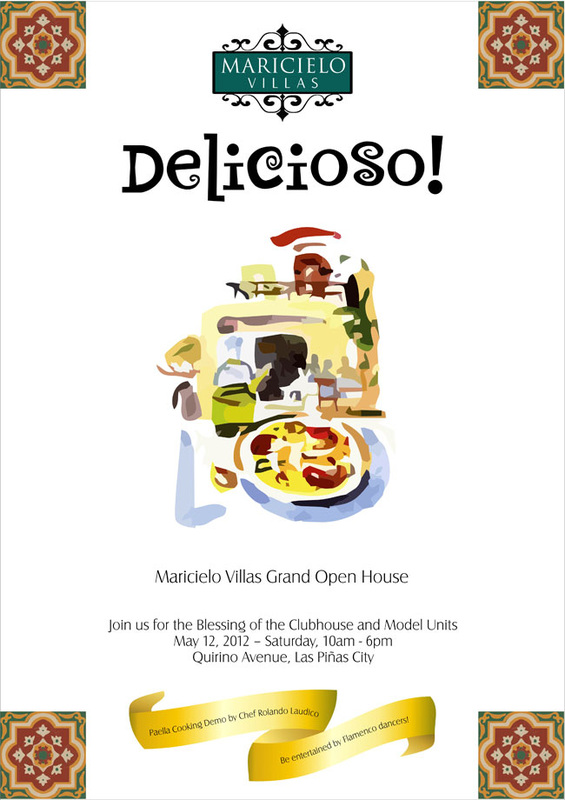 MARICIELO
VILLAS
Delicioso!
Maricielo Villas Grand Open House
Join us for the Blessing of the Clubhouse and Model Units
May 12, 2012 – Saturday, 10am - 6pm
Quirino Avenue, Las Piñas City
Paella Cooking Demo by Chef Rolando Laudico
Be entertained by Flamenco dancers!